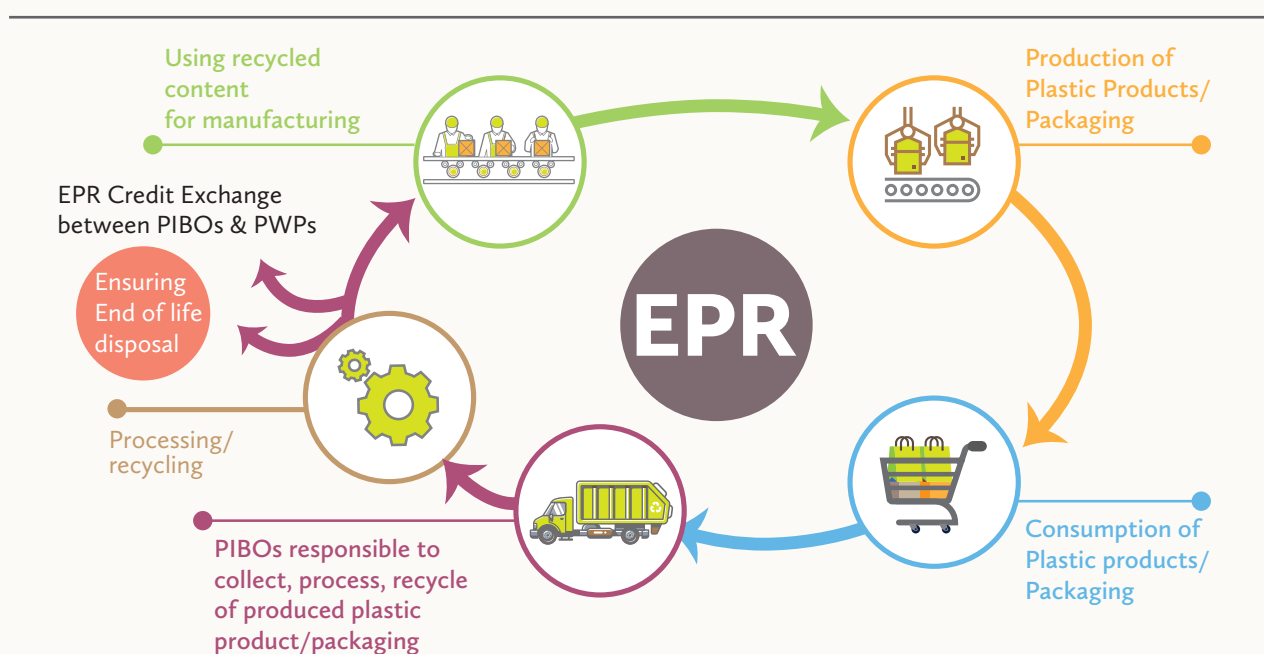 Using recycled
content
for manufacturing
Production of
Plastic Products/
Packaging
EPR Credit Exchange
between PIBOs & PWPs
Ensuring
End of life
disposal
EPR
Processing/
recycling
PIBOs responsible to
collect, process, recycle
of produced plastic
product/packaging
Consumption of
Plastic products/
Packaging